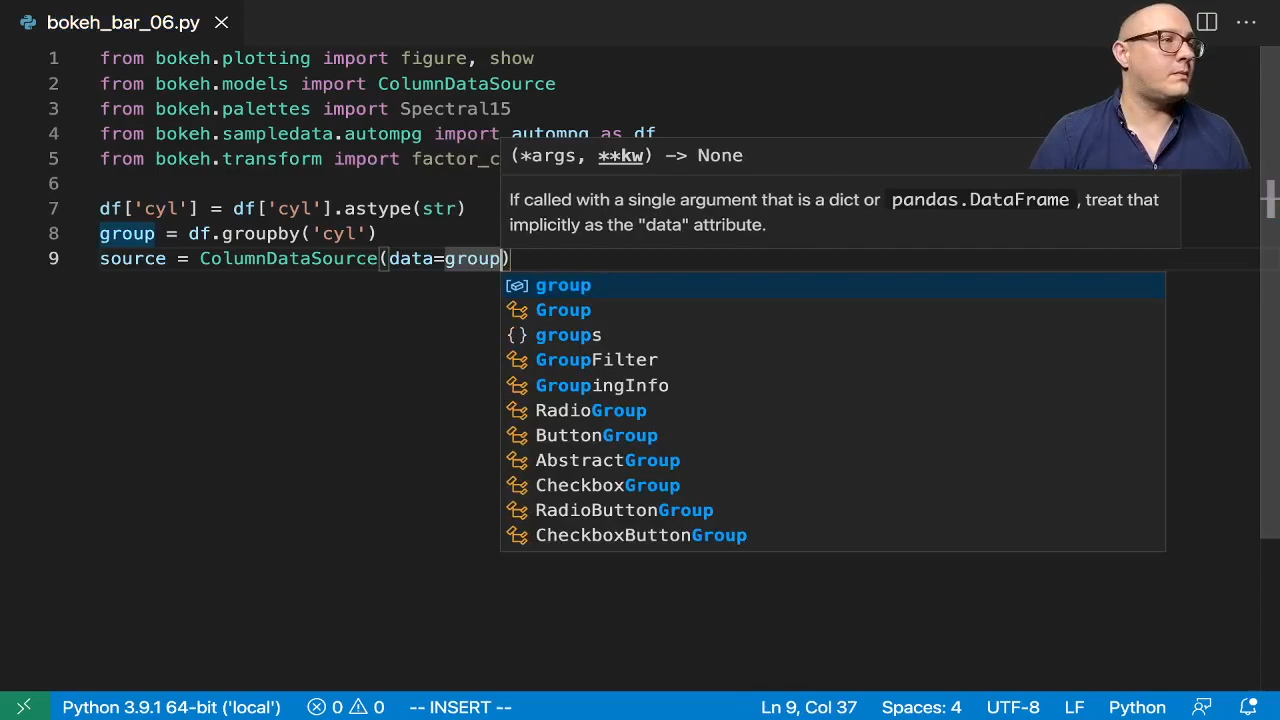 bokeh_bar_06.py
1 from bokeh.plotting import figure, show
2 from bokeh.models import ColumnDataSource
3 from bokeh.palettes import Spectral15
4 from bokeh.sampledata.autompg import autompg as df
5 from bokeh.transform import factor_c
(*args, **kw) -> None
6
If called with a single argument that is a dict or pandas.DataFrame , treat that
implicitly as the "data" attribute.
7 df['cyl'] = df['cyl'].astype(str)
8 group = df.groupby('cyl')
9 source = ColumnDataSource(data=group)
group
Group
{} groups
GroupFilter
GroupingInfo
RadioGroup
ButtonGroup
AbstractGroup
CheckboxGroup
RadioButtonGroup
CheckboxButtonGroup
Python 3.9.1 64-bit ('local') 0 0 -- INSERT -- Ln 9, Col 37 Spaces: 4 UTF-8 LF Python